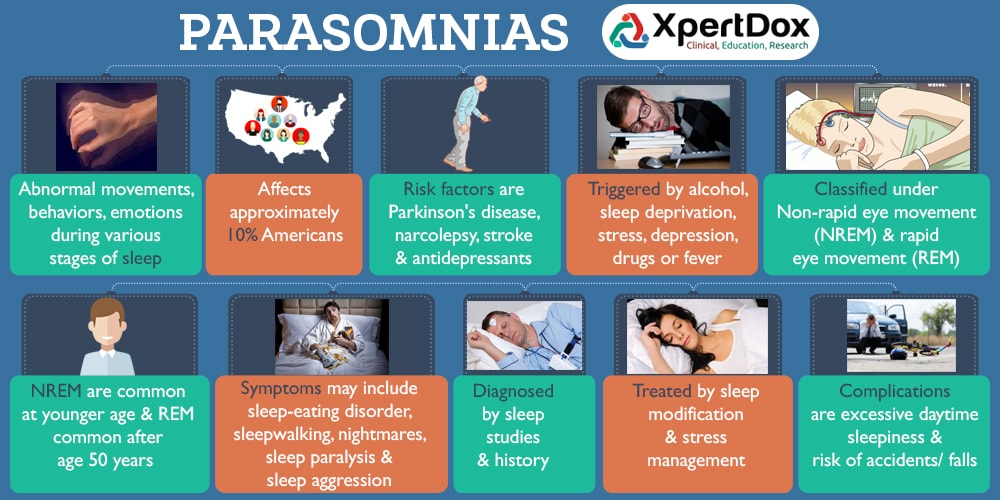 PARASOMNIAS
XpertDox
Clinical, Education, Research
Abnormal movements,
behaviors, emotions
during various
stages of sleep
Affects
approximately
10% Americans
Risk factors are
Parkinson's disease,
narcolepsy, stroke
& antidepressants
Triggered by alcohol,
sleep deprivation,
stress, depression,
drugs or fever
WAVES.
Classified under
Non-rapid eye movement
(NREM) & rapid
eye movement (REM)
NREM are common
at younger age & REM
common after
age 50 years
Symptoms may include
sleep-eating disorder,
sleepwalking, nightmares,
sleep paralysis &
sleep aggression
Diagnosed
by sleep
studies
& history
Treated by sleep
modification
& stress
management
Complications
are excessive daytime
sleepiness &
risk of accidents/ falls